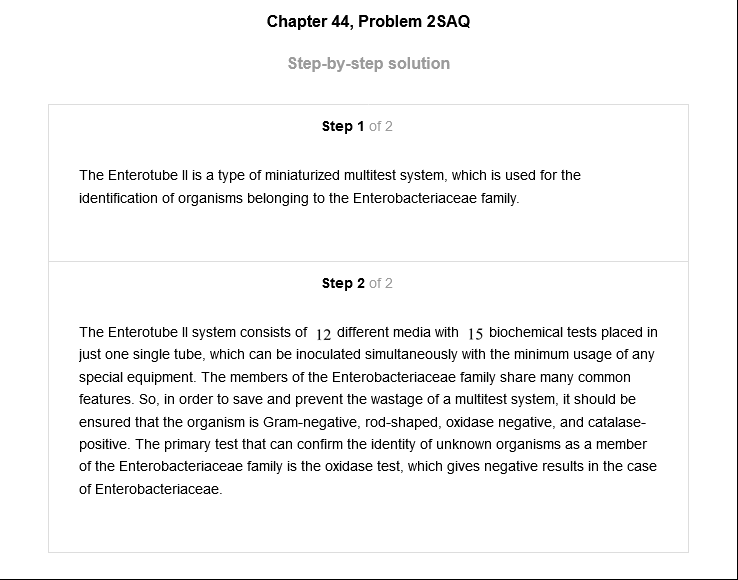 Chapter 44, Problem 2SAQ
Step-by-step solution
Step 1 of 2
The Enterotube II is a type of miniaturized multitest system, which is used for the
identification of organisms belonging to the Enterobacteriaceae family.
Step 2 of 2
The Enterotube II system consists of 12 different media with 15 biochemical tests placed in
just one single tube, which can be inoculated simultaneously with the minimum usage of any
special equipment. The members of the Enterobacteriaceae family share many common
features. So, in order to save and prevent the wastage of a multitest system, it should be
ensured that the organism is Gram-negative, rod-shaped, oxidase negative, and catalase-
positive. The primary test that can confirm the identity of unknown organisms as a member
of the Enterobacteriaceae family is the oxidase test, which gives negative results in the case
of Enterobacteriaceae.